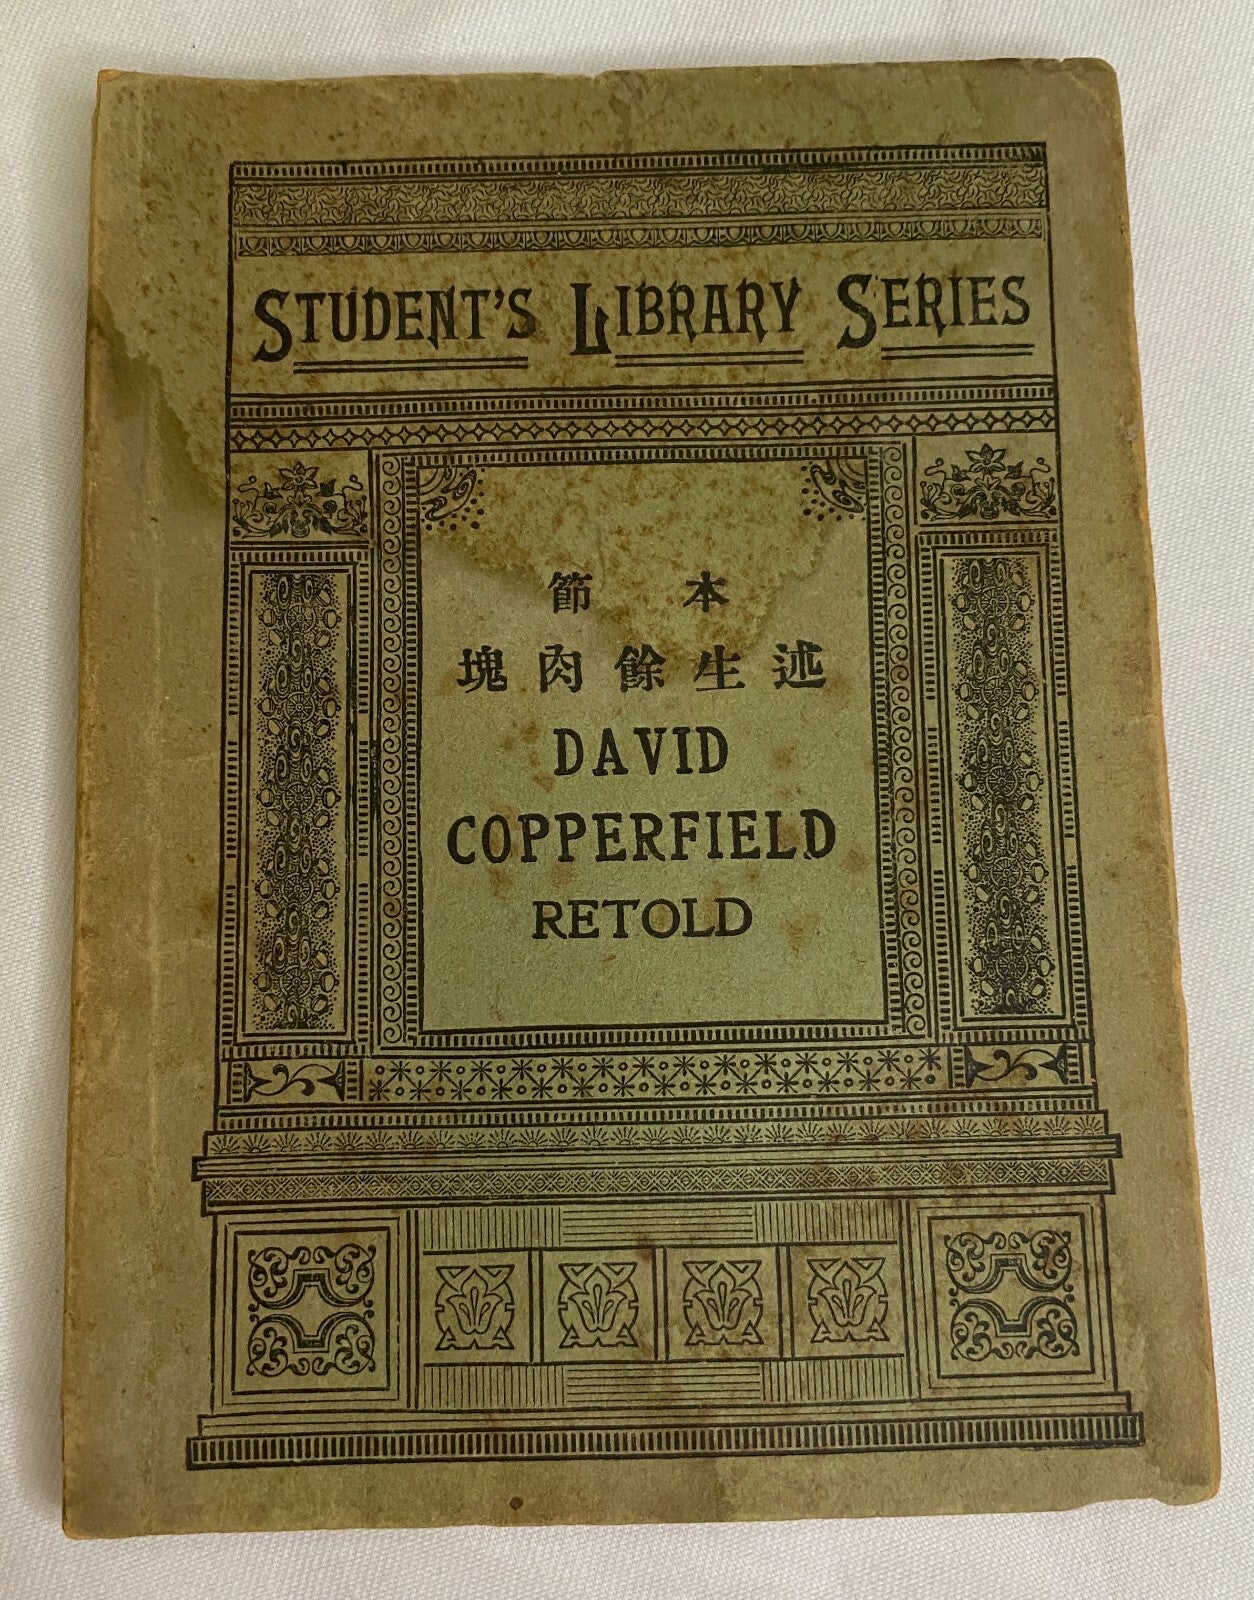 STUDENT'S LIBRARY SERIES
節本
塊肉餘生述
DAVID
COPPERFIELD
RETOLD